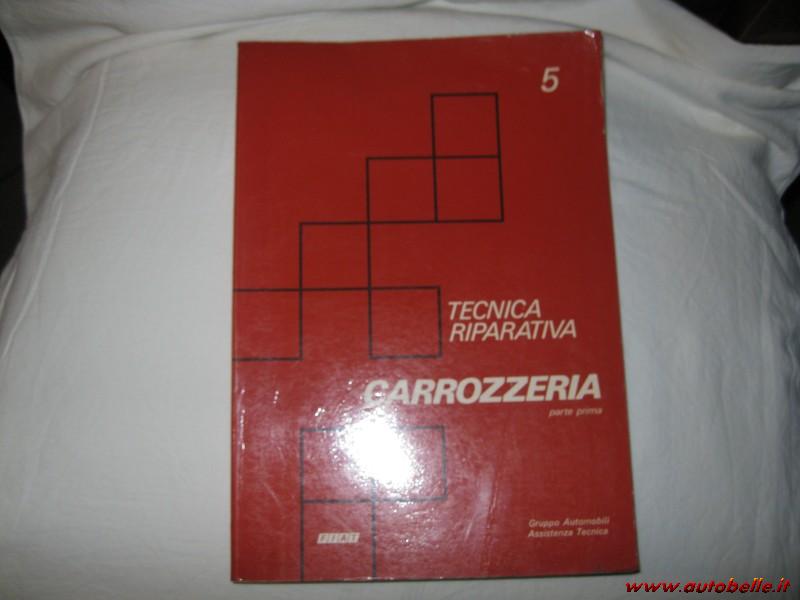 5
TECNICA
RIPARATIVA
CARROZZERIA
parte prima
Gruppo Automobili
Assistenza Tecnica
FIAT
www.autobelle.it